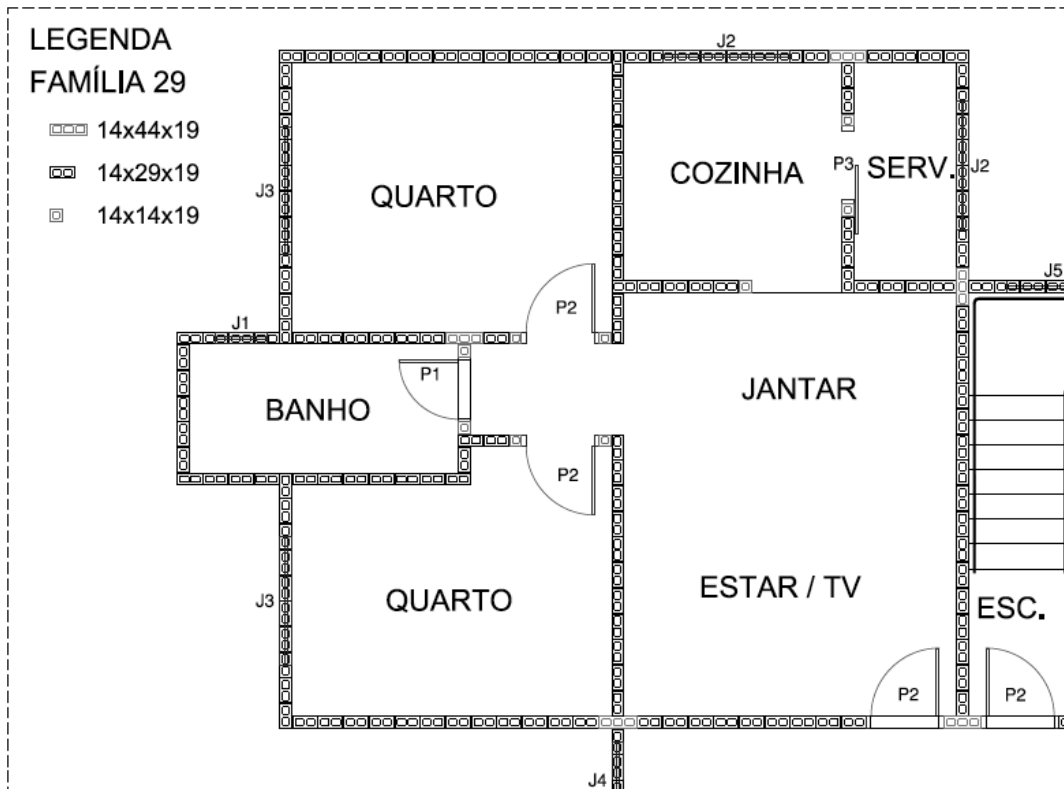 LEGENDA
FAMÍLIA 29
14x44x19
14x29x19
14x14x19
J2
J3
QUARTO
COZINHA
P3
SERV.
J2
J5
P2
J1
P1
BANHO
JANTAR
P2
J3
QUARTO
ESTAR / TV
ESC.
P2
P2
J4